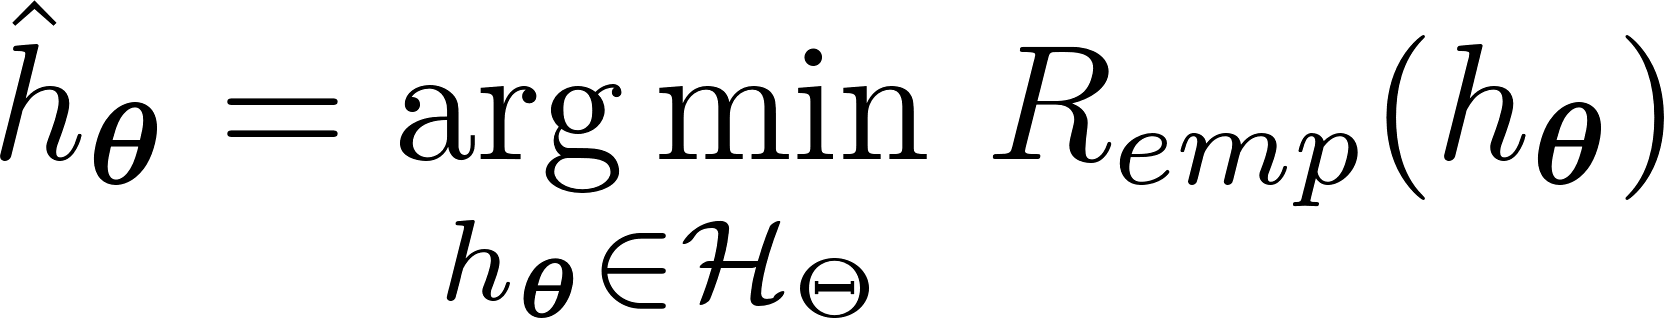 ĥ_𝜽 = arg min R_emp(h_𝜽)
h_𝜽∈ℋ_Θ